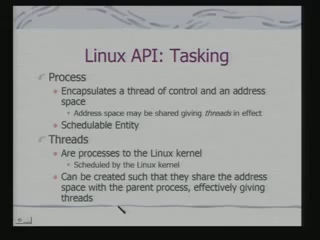 Linux API: Tasking
Process
Encapsulates a thread of control and an address
space
Address space may be shared giving threads in effect
Schedulable Entity
Threads
Are processes to the Linux kernel
Scheduled by the Linux kernel
Can be created such that they share the address
space with the parent process, effectively giving
threads